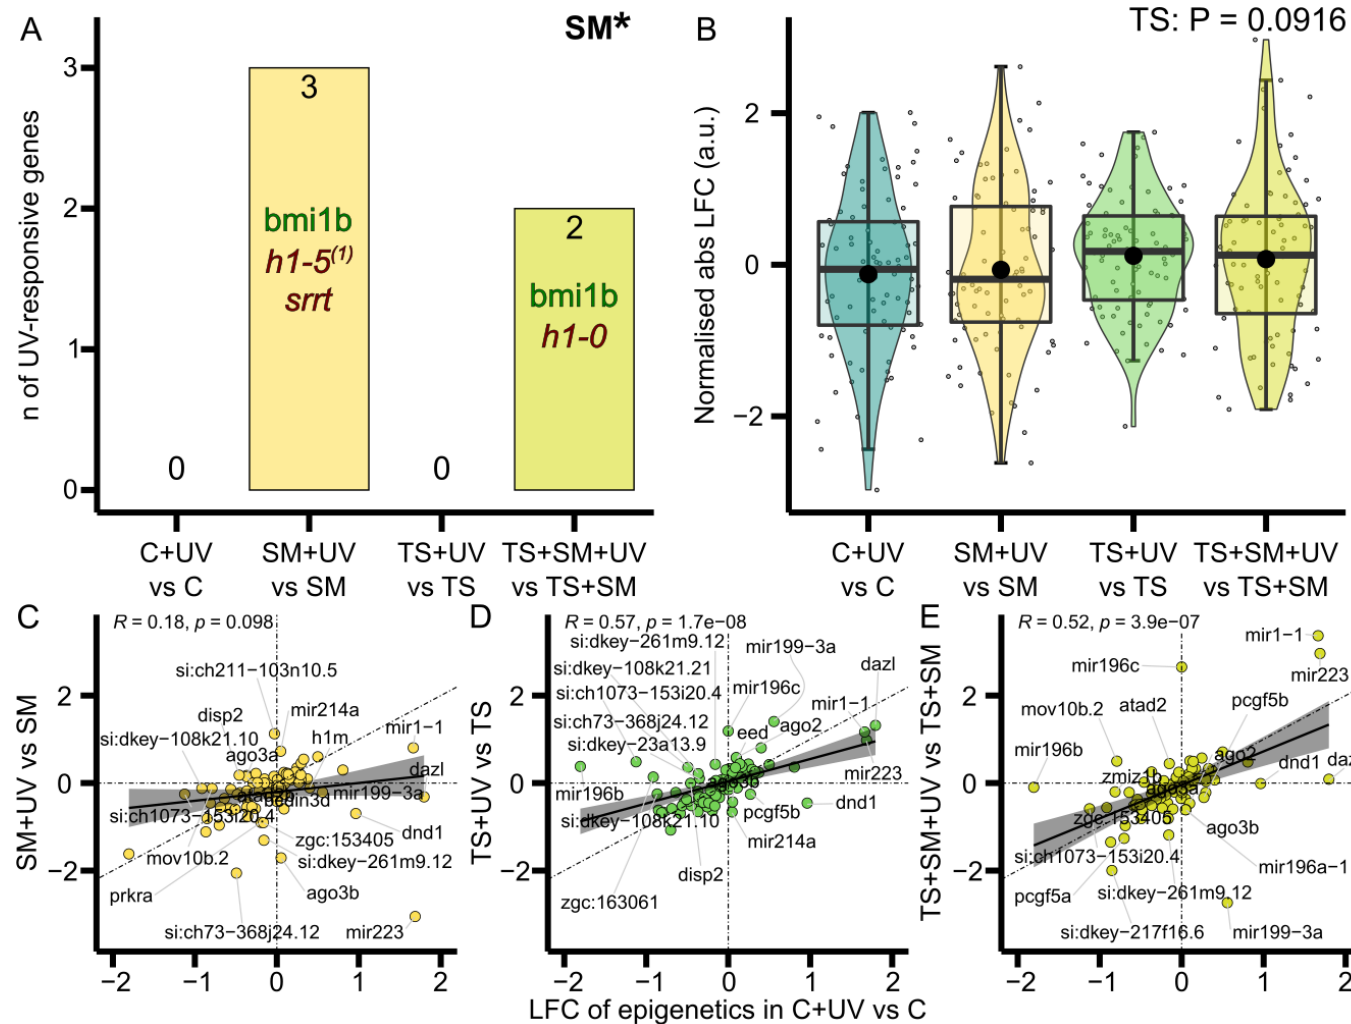 A
SM*
n of UV-responsive genes
3
2
1
0
0
3
bmi1b
h1-5(1)
srrt
0
2
bmi1b
h1-0
C+UV
vs C
SM+UV
vs SM
TS+UV
vs TS
TS+SM+UV
vs TS+SM
B
TS: P = 0.0916
Normalised abs LFC (a.u.)
2
0
−2
C+UV
vs C
SM+UV
vs SM
TS+UV
vs TS
TS+SM+UV
vs TS+SM
C
R = 0.18, p = 0.098
SM+UV vs SM
2
0
−2
si:ch211−103n10.5
disp2
mir214a
mir1−1
si:dkey−108k21.10
h1m
ago3a
dazl
mir199−3a
si:ch1073−153i20.4
zgc:153405
dnd1
mov10b.2
si:dkey−261m9.12
prkra
ago3b
si:ch73−368j24.12
mir223
−2
−1
0
1
2
D
R = 0.57, p = 1.7e−08
TS+UV vs TS
2
0
−2
si:dkey−261m9.12
mir199−3a
si:dkey−108k21.21
dazl
si:ch1073−153i20.4
mir196c
mir1−1
si:ch73−368j24.12
eed
ago2
si:dkey−23a13.9
mir223
mir196b
pcgf5b
dnd1
si:dkey−108k21.10
mir214a
disp2
zgc:163061
−2
−1
0
1
2
E
R = 0.52, p = 3.9e−07
TS+SM+UV vs TS+SM
2
0
−2
mir1−1
mir196c
mir223
atad2
pcgf5b
mov10b.2
mir196b
ago2
dnd1
zmiz1b
ago3a
zgc:153405
ago3b
si:ch1073−153i20.4
mir196a−1
pcgf5a
si:dkey−261m9.12
si:dkey−217f16.6
mir199−3a
−2
−1
0
1
2
LFC of epigenetics in C+UV vs C